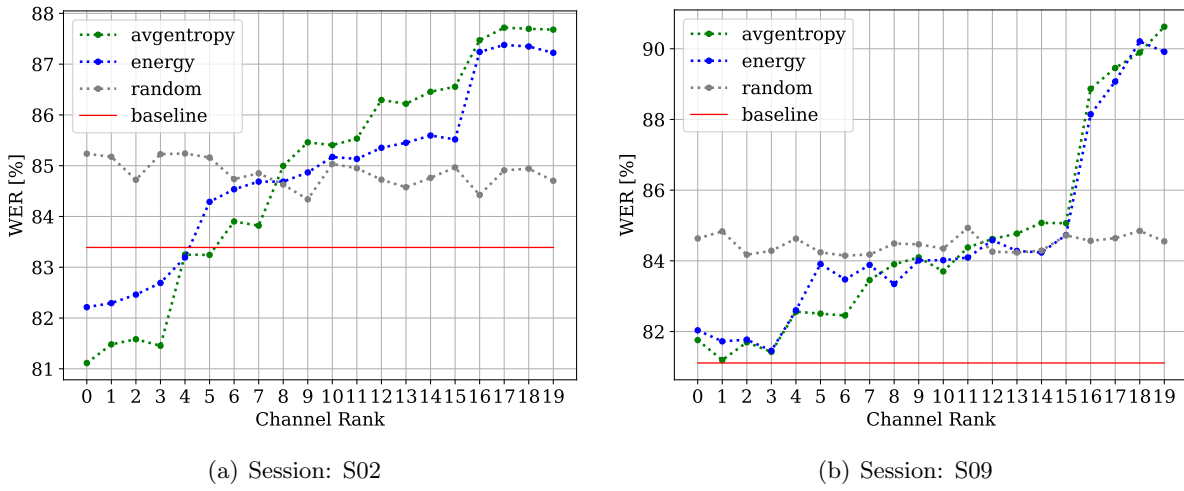 88
87
86
85
84
83
82
81
WER [%]
avgentropy
energy
random
baseline
0 1 2 3 4 5 6 7 8 9 10 11 12 13 14 15 16 17 18 19
Channel Rank
(a) Session: S02
90
88
86
84
82
WER [%]
avgentropy
energy
random
baseline
0 1 2 3 4 5 6 7 8 9 10 11 12 13 14 15 16 17 18 19
Channel Rank
(b) Session: S09